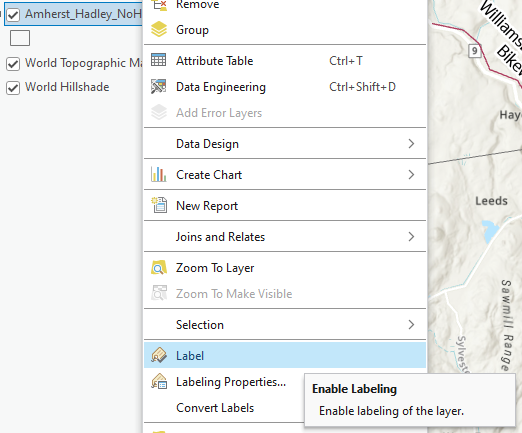 Amherst_Hadley_NoH
World Topographic Ma
World Hillshade
Remove
Group
Attribute Table Ctrl+T
Data Engineering Ctrl+Shift+D
Add Error Layers
Data Design
Create Chart
New Report
Joins and Relates
Zoom To Layer
Zoom To Make Visible
Selection
Label
Labeling Properties...
Convert Labels
Enable Labeling
Enable labeling of the layer.
Williams
Bikew
9
Hay
Leeds
Sawmill Range
Sylveste